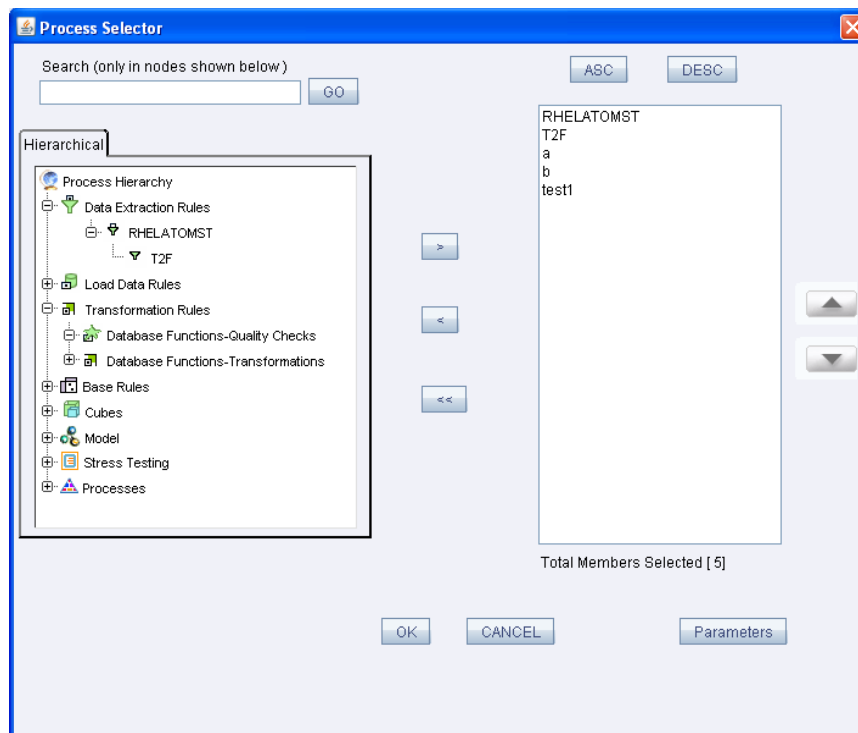 Process Selector
Search (only in nodes shown below )
GO
ASC
DESC
Hierarchical
Process Hierarchy
Data Extraction Rules
RHELATOMST
T2F
Load Data Rules
Transformation Rules
Database Functions-Quality Checks
Database Functions-Transformations
Base Rules
Cubes
Model
Stress Testing
Processes
>
<
<<
RHELATOMST
T2F
a
b
test1
Total Members Selected [ 5]
OK
CANCEL
Parameters